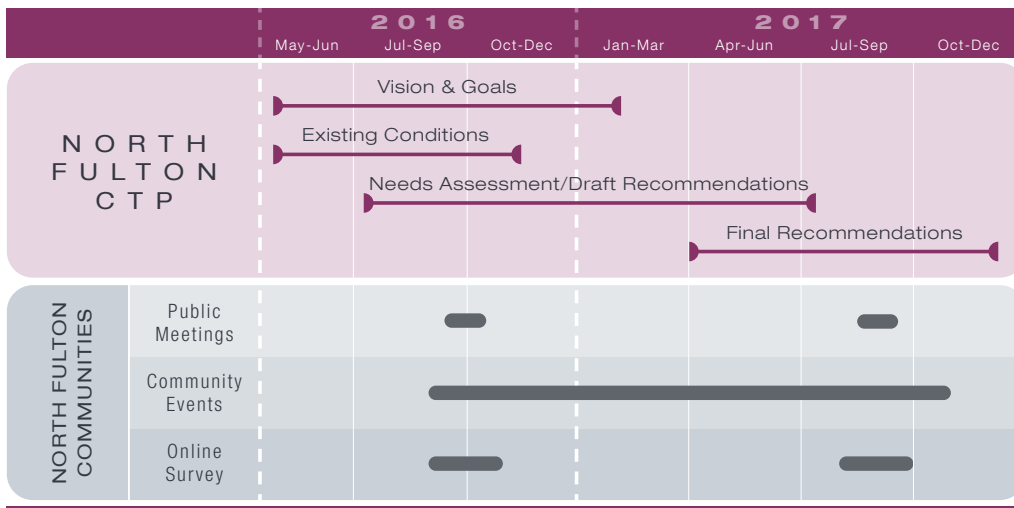 2016
2017
May-Jun
Jul-Sep
Oct-Dec
Jan-Mar
Apr-Jun
Jul-Sep
Oct-Dec
NORTH
FULTON
CTP
Vision & Goals
Existing Conditions
Needs Assessment/Draft Recommendations
Final Recommendations
NORTH FULTON
COMMUNITIES
Public
Meetings
Community
Events
Online
Survey